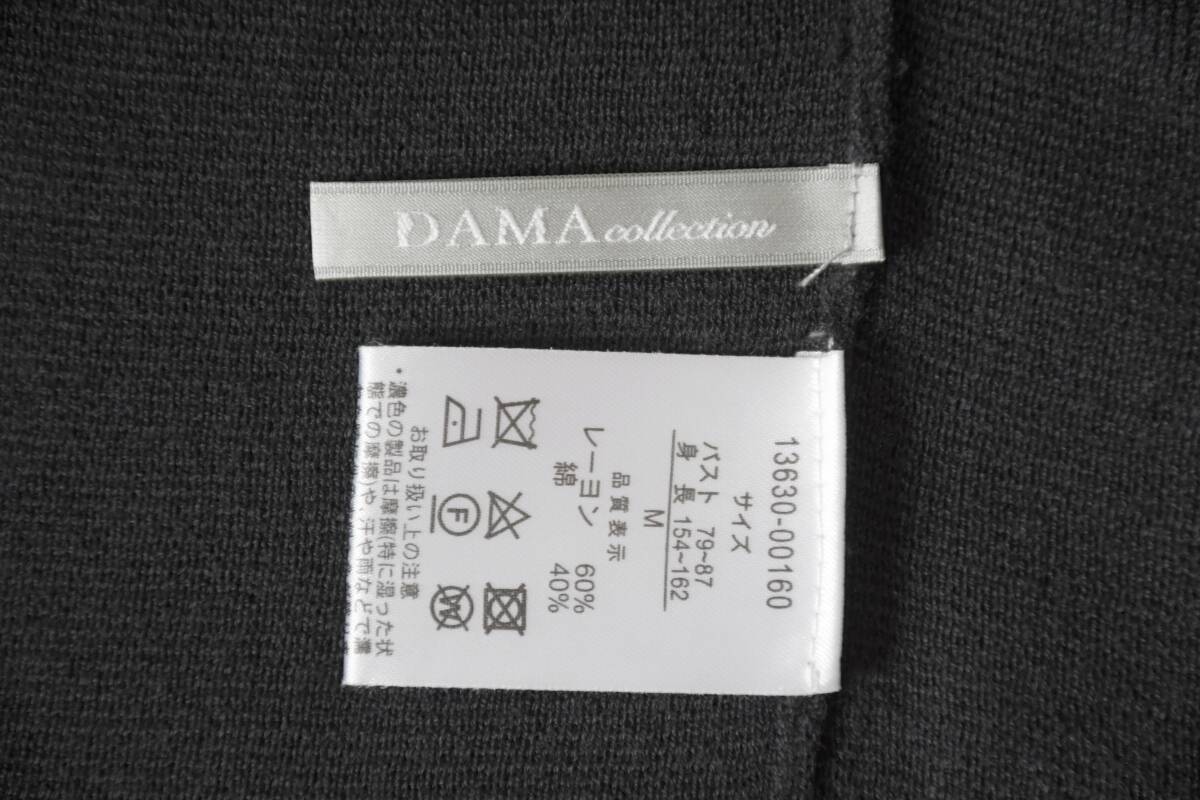 DAMA collection
13630-00160
サイズ
バスト 79~87
身長 154~162
M
品質表示
レーヨン 60%
綿 40%
F
W
お取り扱い上の注意
・濃色の製品は摩擦(特に湿った状
態での摩擦)や、汗や雨などで濡